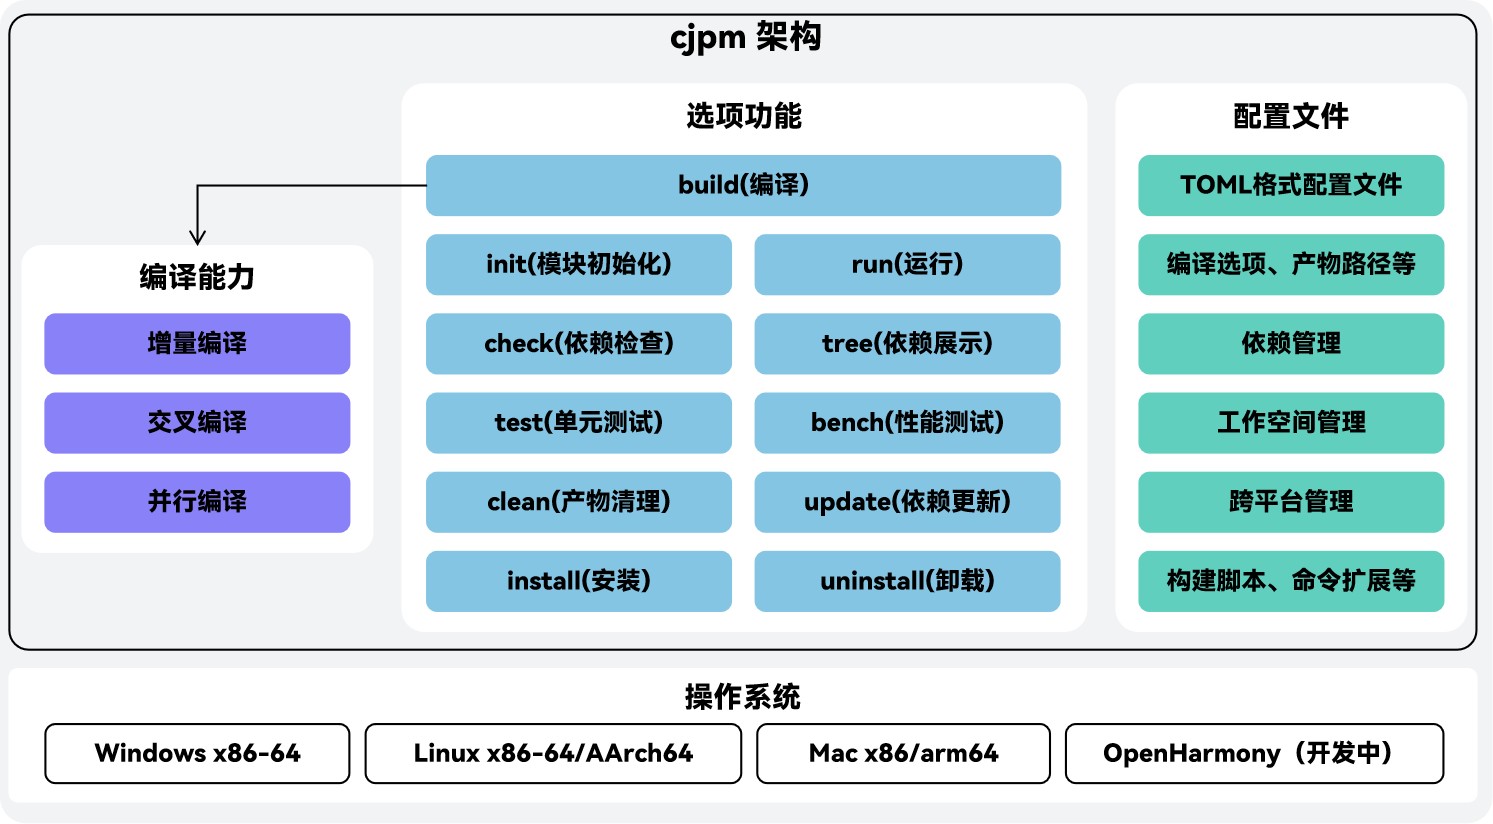 cjpm 架构
选项功能
build(编译)
init(模块初始化)
run(运行)
check(依赖检查)
tree(依赖展示)
test(单元测试)
bench(性能测试)
clean(产物清理)
update(依赖更新)
install(安装)
uninstall(卸载)
编译能力
增量编译
交叉编译
并行编译
配置文件
TOML格式配置文件
编译选项、产物路径等
依赖管理
工作空间管理
跨平台管理
构建脚本、命令扩展等
操作系统
Windows x86-64
Linux x86-64/AArch64
Mac x86/arm64
OpenHarmony（开发中）